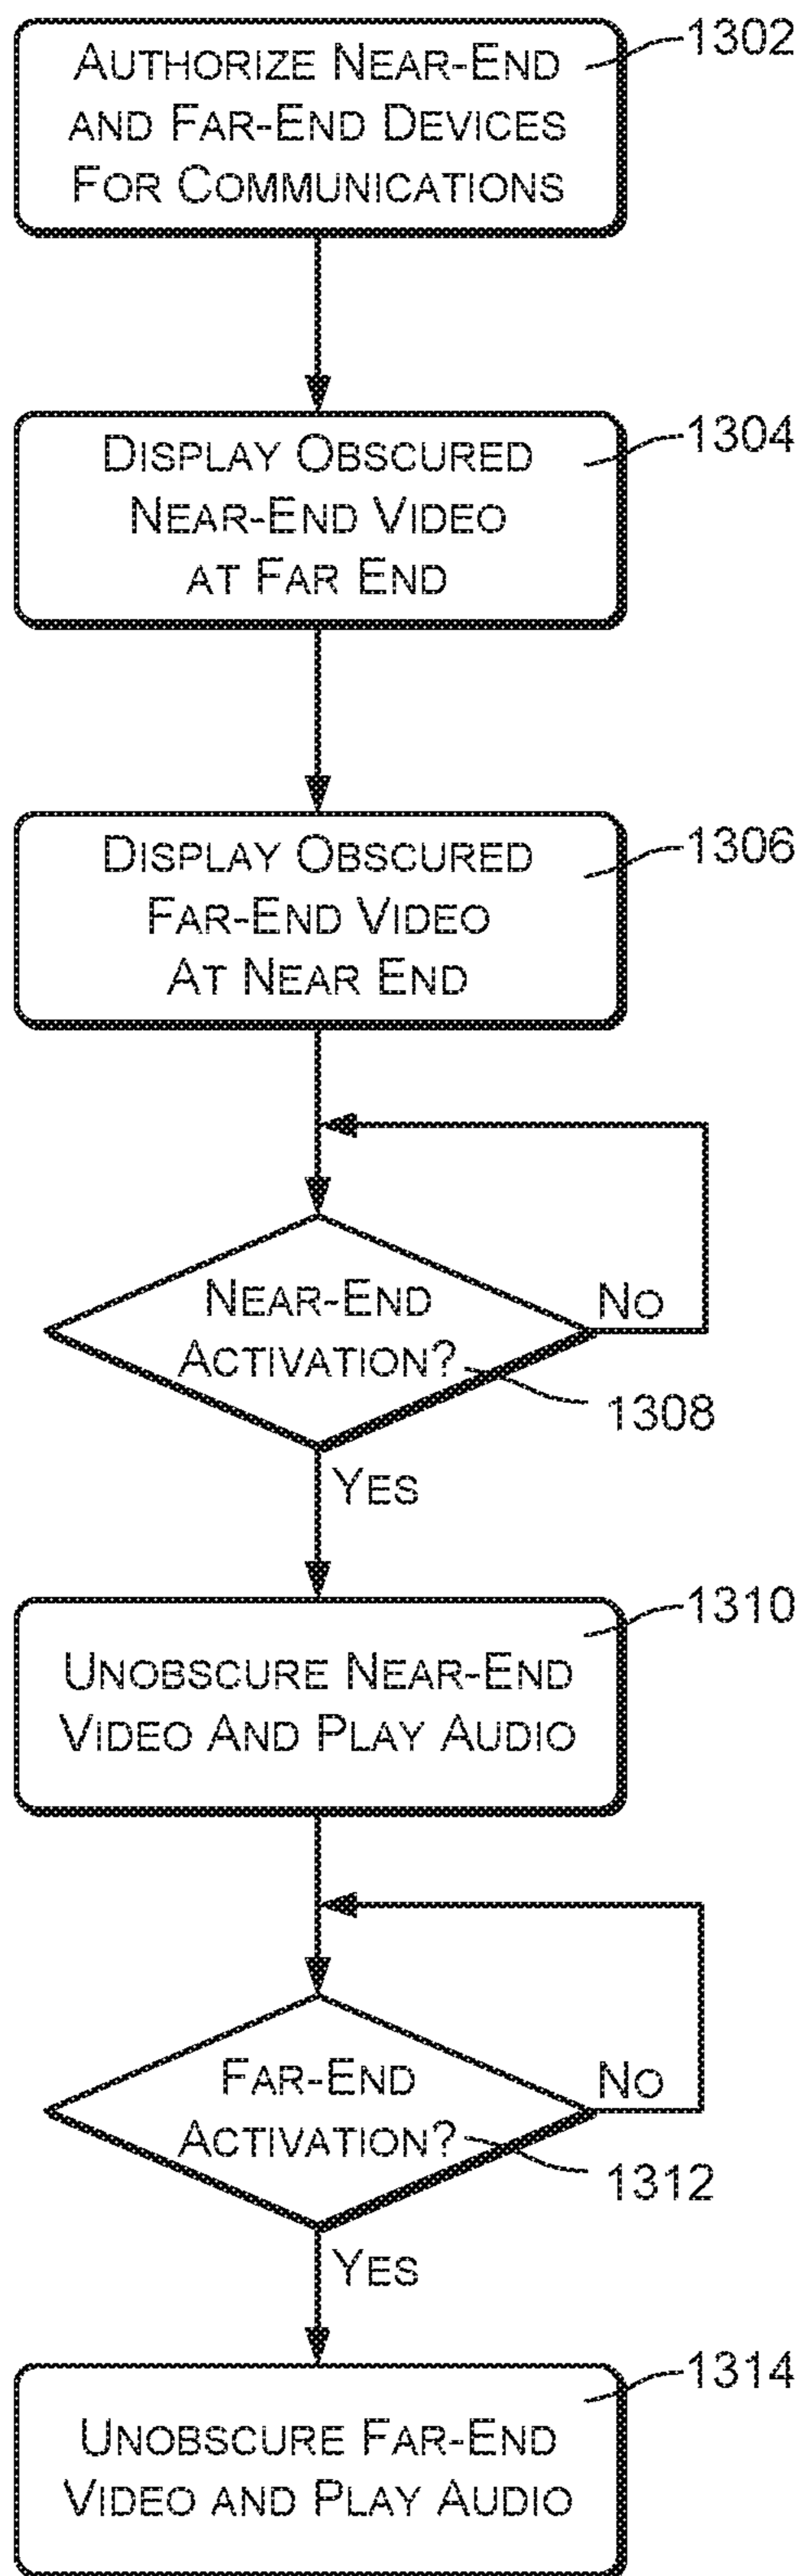 AUTHORIZE NEAR-END
AND FAR-END DEVICES
FOR COMMUNICATIONS
1302
DISPLAY OBSCURED
NEAR-END VIDEO
AT FAR END
1304
DISPLAY OBSCURED
FAR-END VIDEO
AT NEAR END
1306
NEAR-END
ACTIVATION?
NO
1308
YES
UNOBSCURE NEAR-END
VIDEO AND PLAY AUDIO
1310
FAR-END
ACTIVATION?
NO
1312
YES
UNOBSCURE FAR-END
VIDEO AND PLAY AUDIO
1314